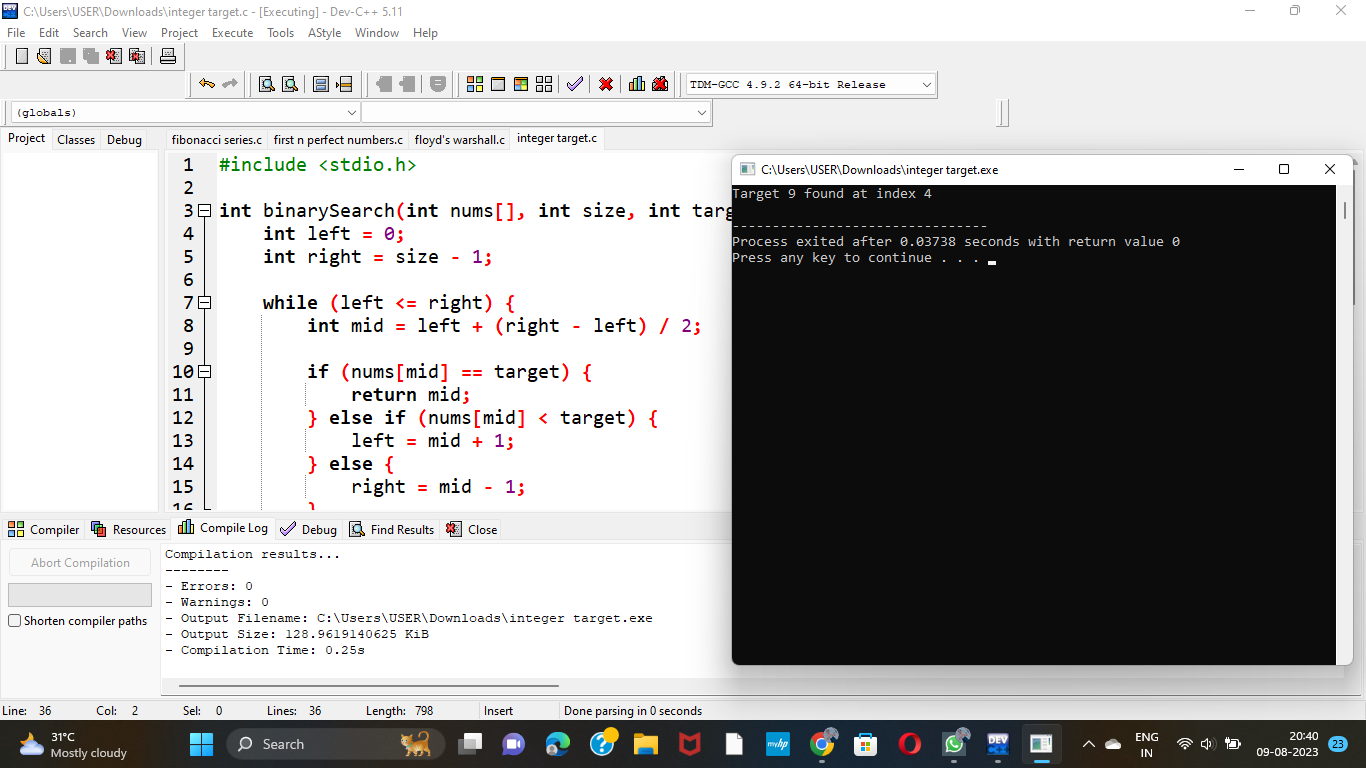 C:\Users\USER\Downloads\integer target.c - [Executing] - Dev-C++ 5.11
File Edit Search View Project Execute Tools AStyle Window Help
TDM-GCC 4.9.2 64-bit Release
(globals)
Project Classes Debug
fibonacci series.c first n perfect numbers.c floyd's warshall.c integer target.c
1 #include <stdio.h>
2
3 int binarySearch(int nums[], int size, int targ
4 int left = 0;
5 int right = size - 1;
6
7 while (left <= right) {
8 int mid = left + (right - left) / 2;
9
10 if (nums[mid] == target) {
11 return mid;
12 } else if (nums[mid] < target) {
13 left = mid + 1;
14 } else {
15 right = mid - 1;
16 }
C:\Users\USER\Downloads\integer target.exe
Target 9 found at index 4
--------------------------------
Process exited after 0.03738 seconds with return value 0
Press any key to continue . . .
Compiler Resources Compile Log Debug Find Results Close
Abort Compilation
Shorten compiler paths
Compilation results...
--------
- Errors: 0
- Warnings: 0
- Output Filename: C:\Users\USER\Downloads\integer target.exe
- Output Size: 128.9619140625 KiB
- Compilation Time: 0.25s
Line: 36 Col: 2 Sel: 0 Lines: 36 Length: 798 Insert Done parsing in 0 seconds
31°C
Mostly cloudy
Search
myhp
DEV
ENG
IN
20:40
09-08-2023
23